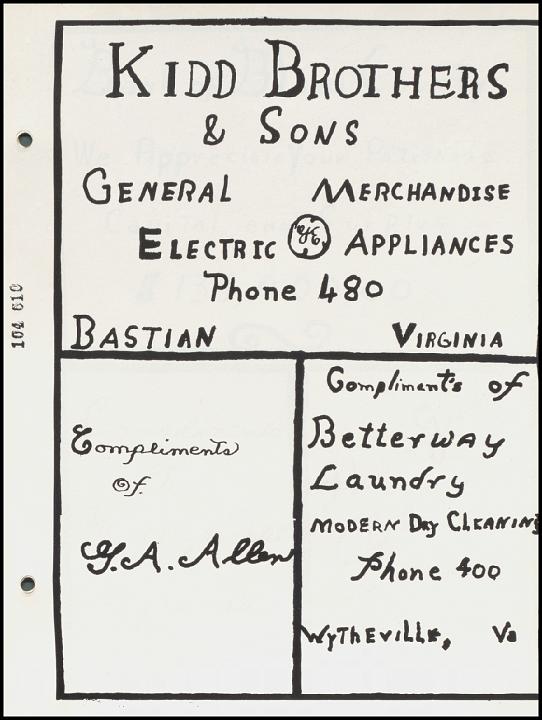 KIDD BROTHERS
& SONS
GENERAL MERCHANDISE
ELECTRIC GE APPLIANCES
Phone 480
BASTIAN VIRGINIA
Compliments
Of
G.A. Allen
Compliments of
Betterway
Laundry
MODERN Dry CLEANING
Phone 400
WYTHEVILLE, Va
104 610